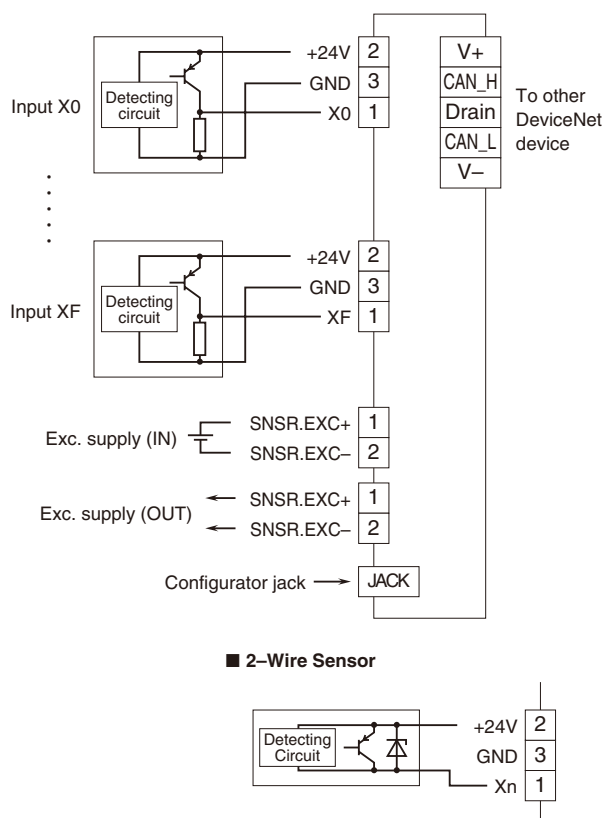 +24V 2
GND 3
X0 1
Input X0
Detecting
circuit
V+
CAN_H
Drain
CAN_L
V–
To other
DeviceNet
device
+24V 2
GND 3
XF 1
Input XF
Detecting
circuit
Exc. supply (IN)
SNSR.EXC+ 1
SNSR.EXC– 2
Exc. supply (OUT)
SNSR.EXC+ 1
SNSR.EXC– 2
Configurator jack
JACK
■ 2–Wire Sensor
Detecting
Circuit
+24V 2
GND 3
Xn 1